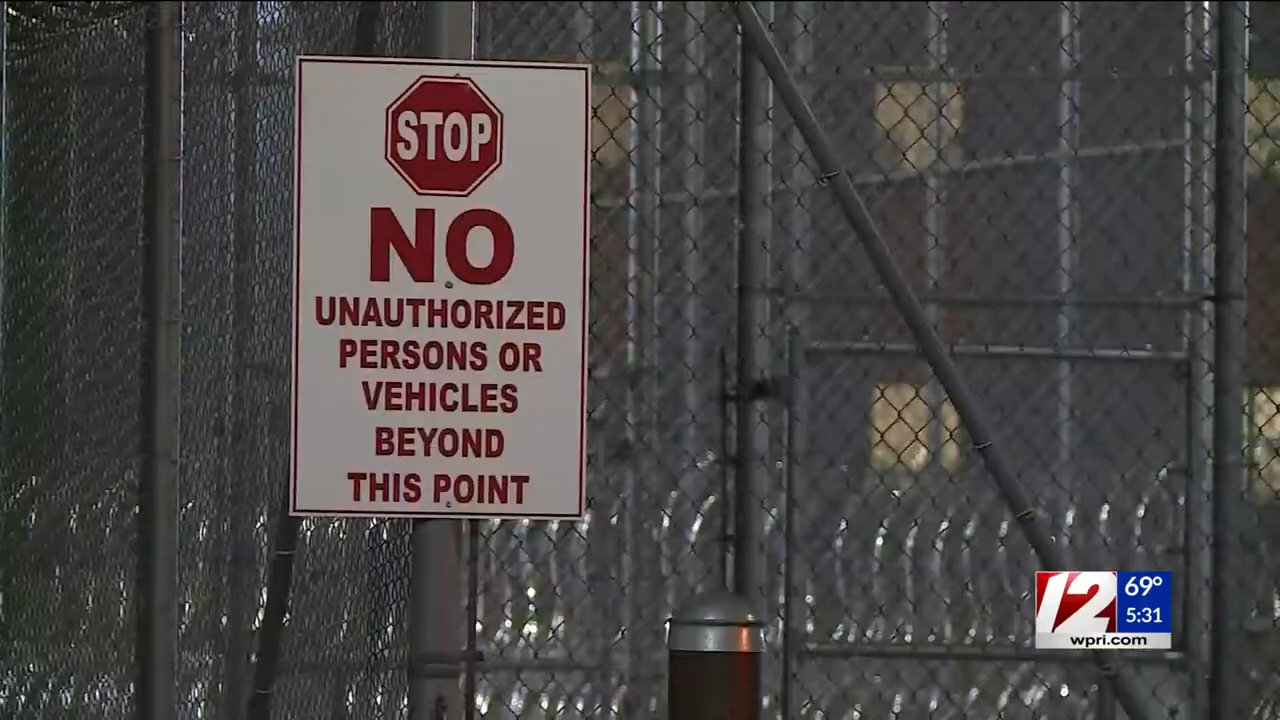 STOP
NO
UNAUTHORIZED
PERSONS OR
VEHICLES
BEYOND
THIS POINT
12
69°
5:31
wpri.com